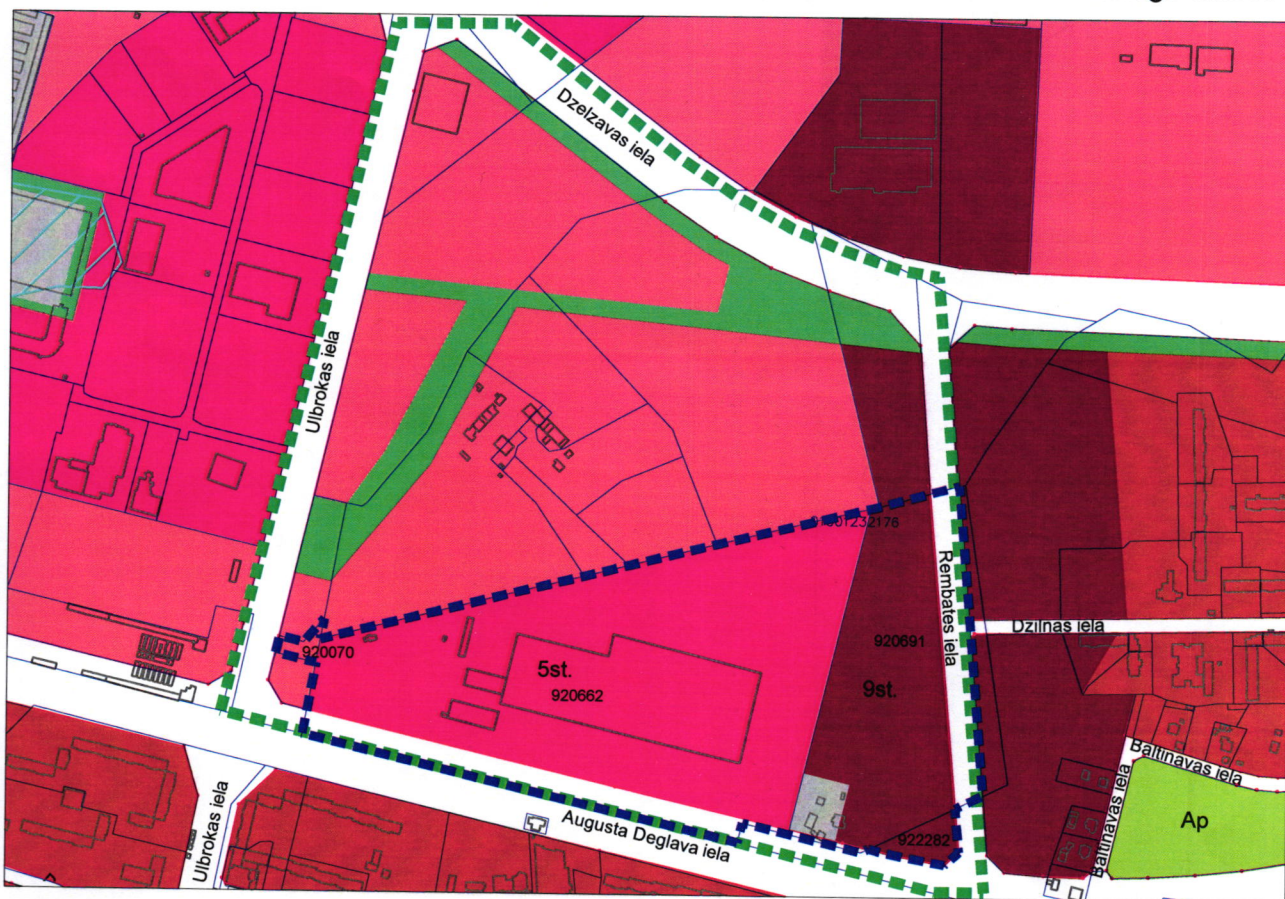 Dzelzavas iela
Ulbrokas iela
Rembates iela
Dzilnas iela
920070
5st.
920662
920691
9st.
Baltinavas iela
Baltinavas iela
Ap
Augusta Deglava iela
922282
Ulbrokas iela